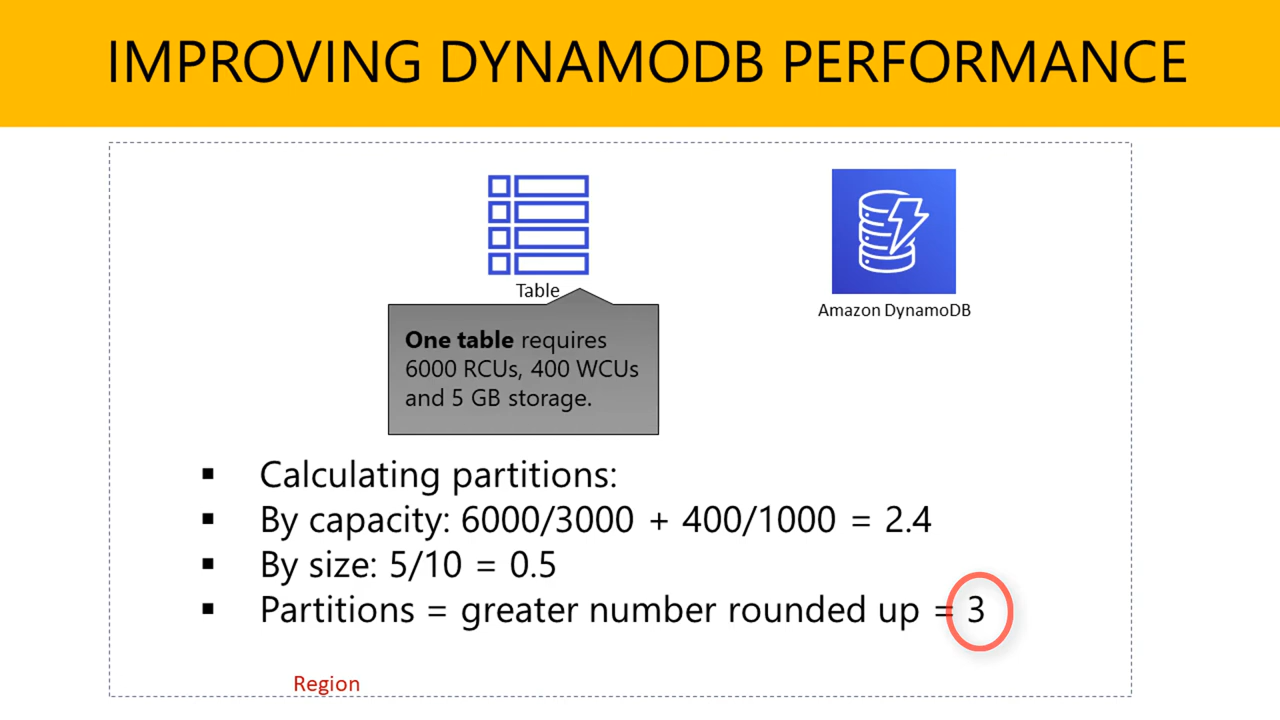 IMPROVING DYNAMODB PERFORMANCE
Table
Amazon DynamoDB
One table requires
6000 RCUs, 400 WCUs
and 5 GB storage.
▪ Calculating partitions:
▪ By capacity: 6000/3000 + 400/1000 = 2.4
▪ By size: 5/10 = 0.5
▪ Partitions = greater number rounded up = 3
Region